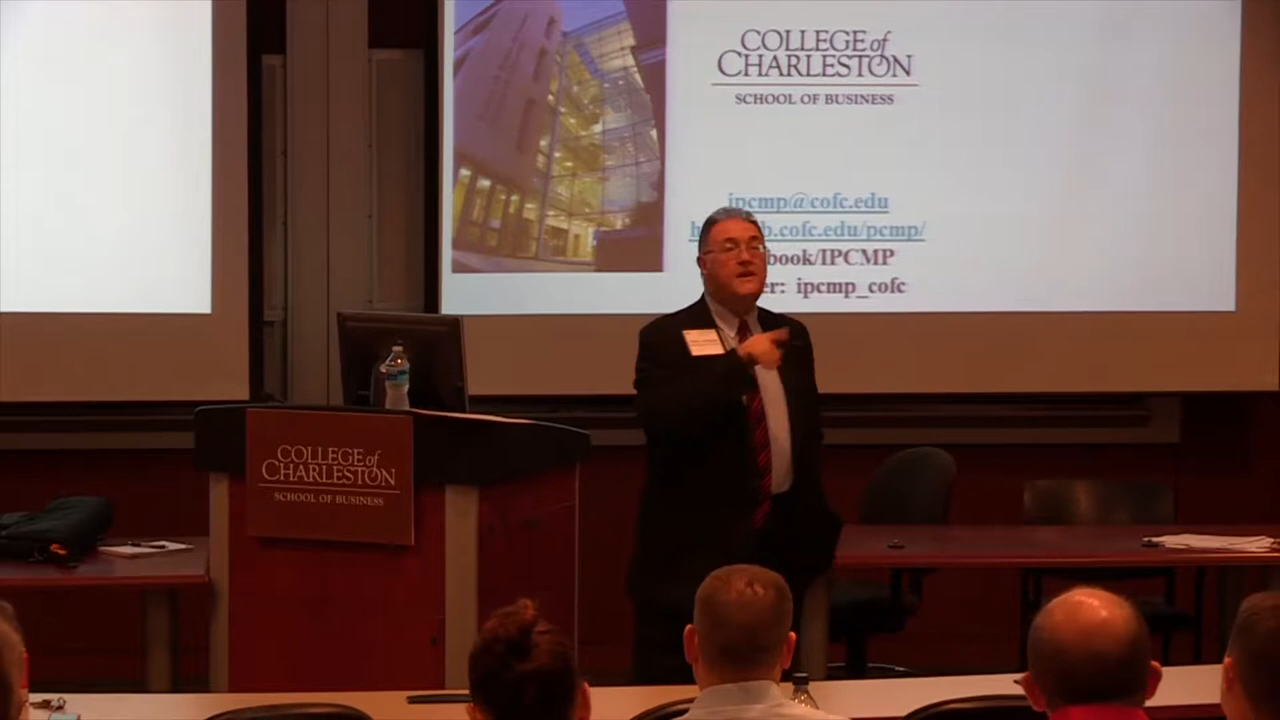 COLLEGE of
CHARLESTON
SCHOOL OF BUSINESS
ipcmp@cofc.edu
b.cofc.edu/pcmp/
book/IPCMP
er: ipcmp_cofc
COLLEGE of
CHARLESTON
SCHOOL OF BUSINESS